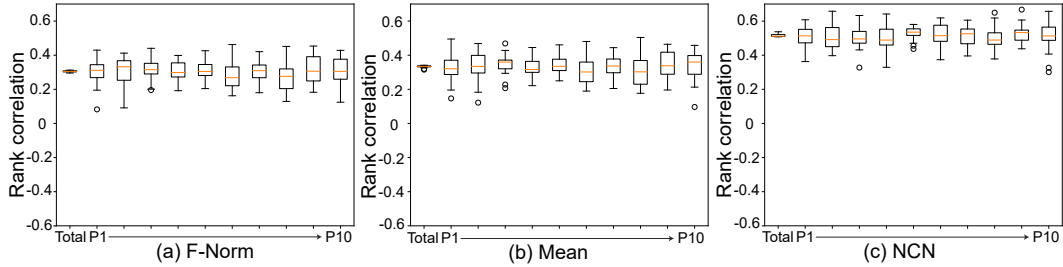 Rank correlation
0.6
0.4
0.2
0
-0.2
-0.4
-0.6
Total P1
P10
(a) F-Norm
Rank correlation
0.6
0.4
0.2
0
-0.2
-0.4
-0.6
Total P1
P10
(b) Mean
Rank correlation
0.6
0.4
0.2
0
-0.2
-0.4
-0.6
Total P1
P10
(c) NCN